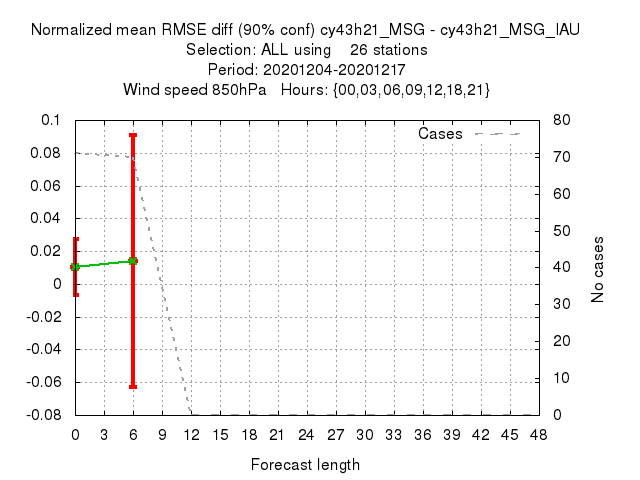 Normalized mean RMSE diff (90% conf) cy43h21_MSG - cy43h21_MSG_IAU
Selection: ALL using    26 stations
Period: 20201204-20201217
Wind speed 850hPa   Hours: {00,03,06,09,12,18,21}
Cases
0.1
0.08
0.06
0.04
0.02
0
-0.02
-0.04
-0.06
-0.08
80
70
60
50
40
30
20
10
0
No cases
0 3 6 9 12 15 18 21 24 27 30 33 36 39 42 45 48
Forecast length